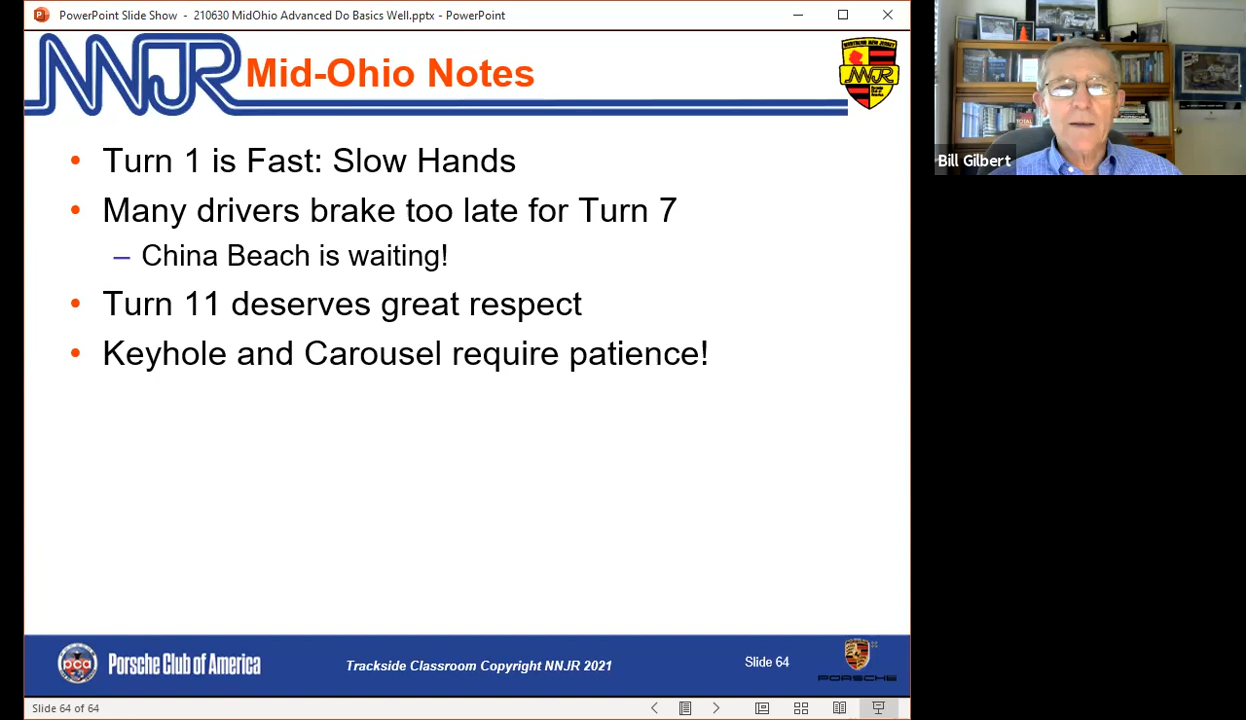 PowerPoint Slide Show - 210630 MidOhio Advanced Do Basics Well.pptx - PowerPoint
NNJR
Mid-Ohio Notes
NNJR
• Turn 1 is Fast: Slow Hands
• Many drivers brake too late for Turn 7
– China Beach is waiting!
• Turn 11 deserves great respect
• Keyhole and Carousel require patience!
pca
Porsche Club of America
Trackside Classroom Copyright NNJR 2021
Slide 64
PORSCHE
Slide 64 of 64
Bill Gilbert
TOTAL